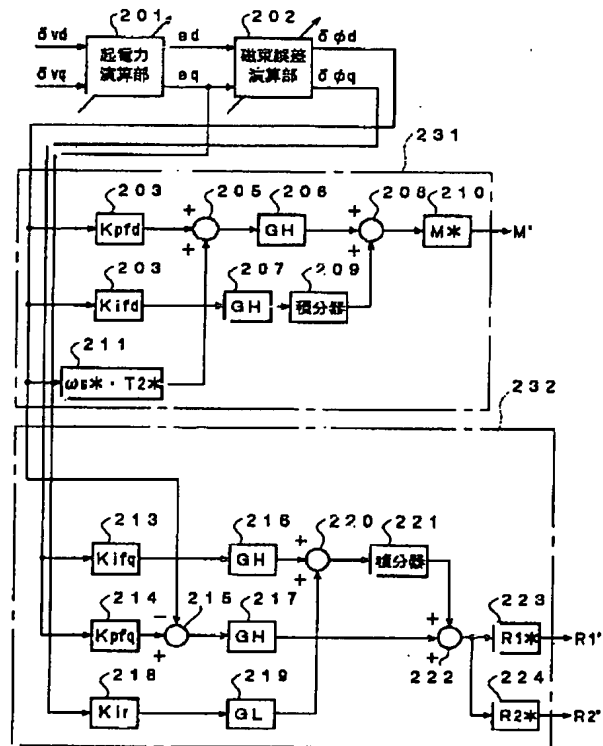 201
202
δvd
ed
δφd
起電力
演算部
磁束誤差
演算部
δvq
eq
δφq
231
203
205
206
208
210
+
+
Kpfd
GH
M*
M'
+
+
203
207
209
Kifd
GH
積分器
211
ωs*・T2*
232
213
216
220
221
+
Kifq
GH
積分器
+
214
215
217
223
−
+
Kpfq
GH
R1*
R1'
+
+
222
218
219
224
Kir
GL
R2*
R2'